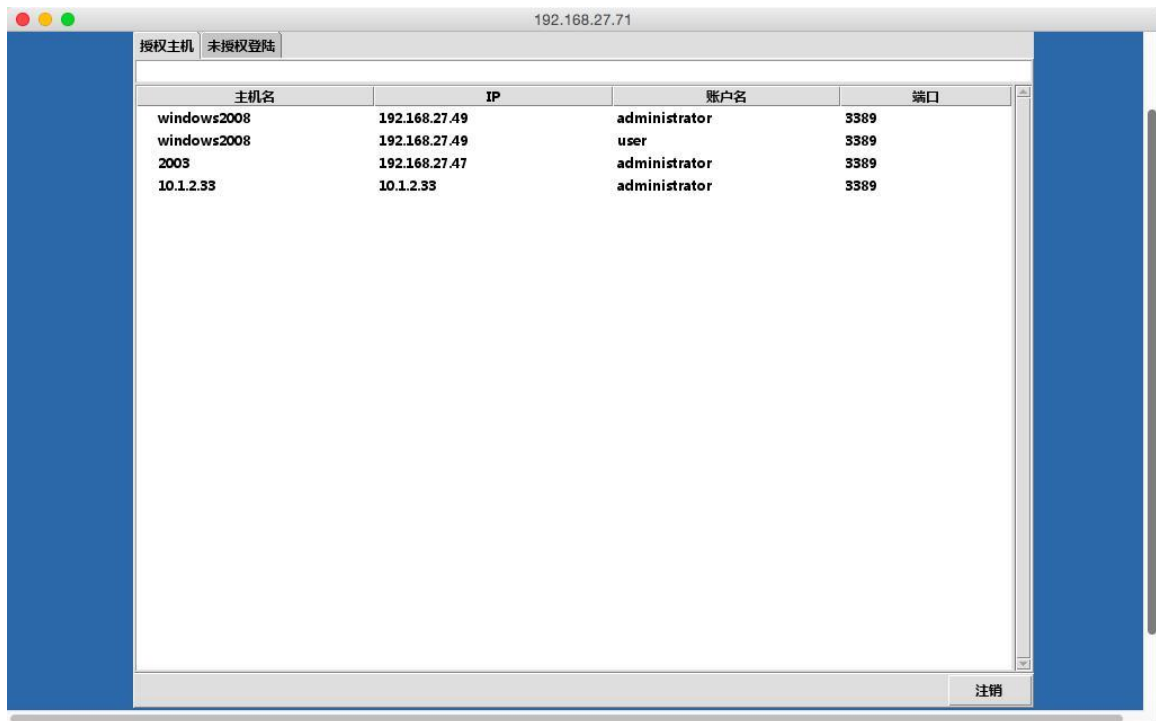 192.168.27.71
授权主机 未授权登陆
主机名 IP 账户名 端口
windows2008 192.168.27.49 administrator 3389
windows2008 192.168.27.49 user 3389
2003 192.168.27.47 administrator 3389
10.1.2.33 10.1.2.33 administrator 3389
注销